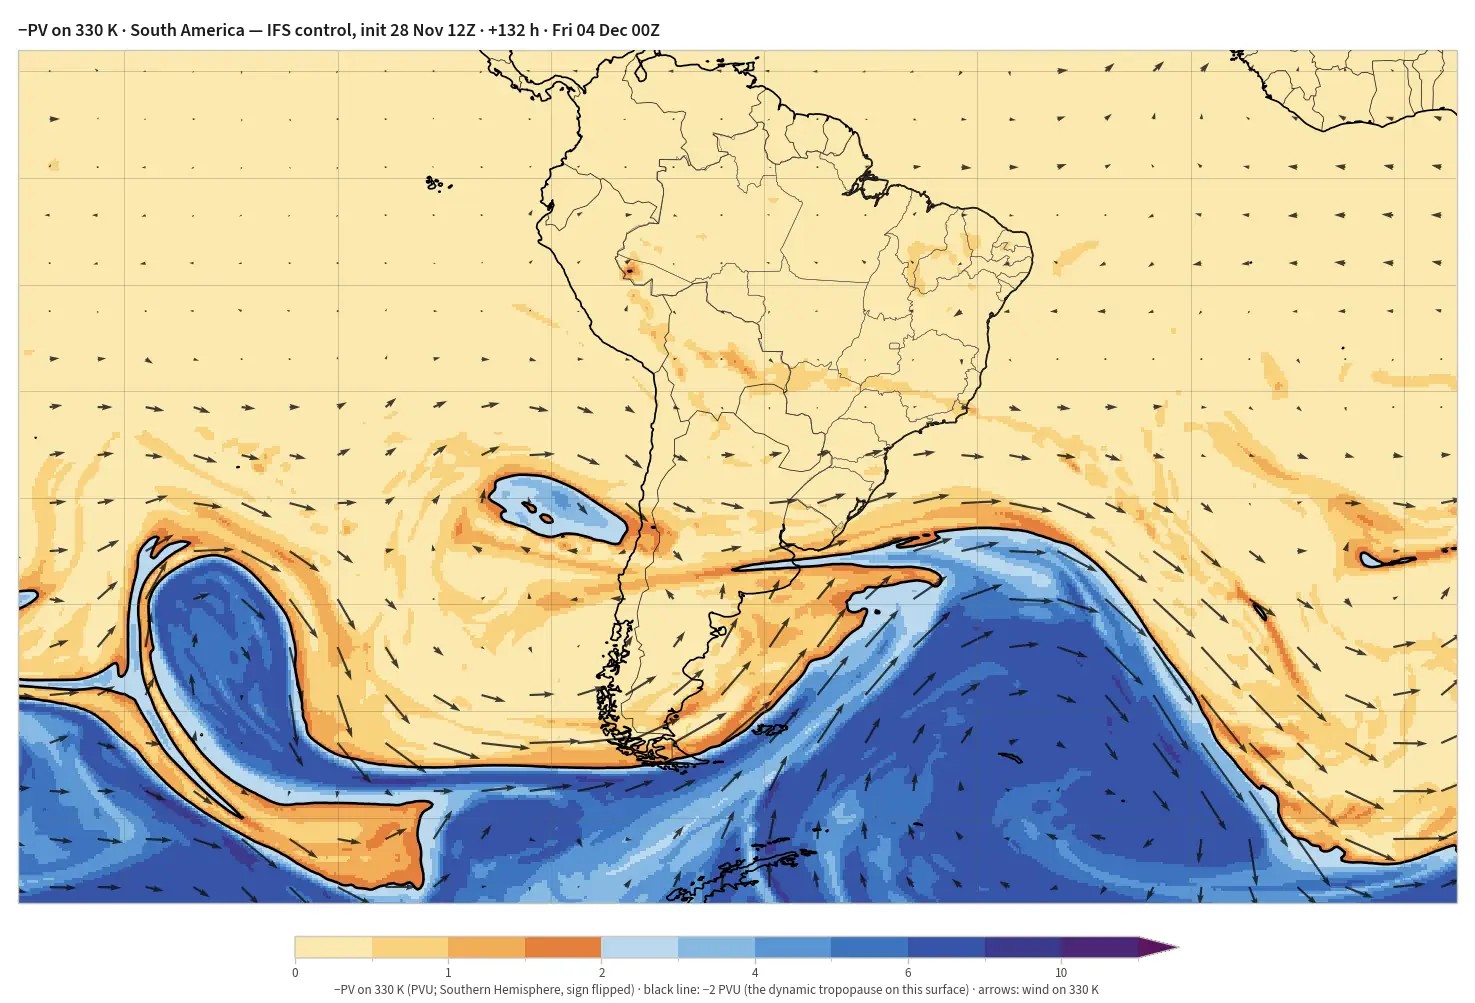 −PV on 330 K · South America — IFS control, init 28 Nov 12Z · +132 h · Fri 04 Dec 00Z
0 1 2 4 6 10
−PV on 330 K (PVU; Southern Hemisphere, sign flipped) · black line: −2 PVU (the dynamic tropopause on this surface) · arrows: wind on 330 K